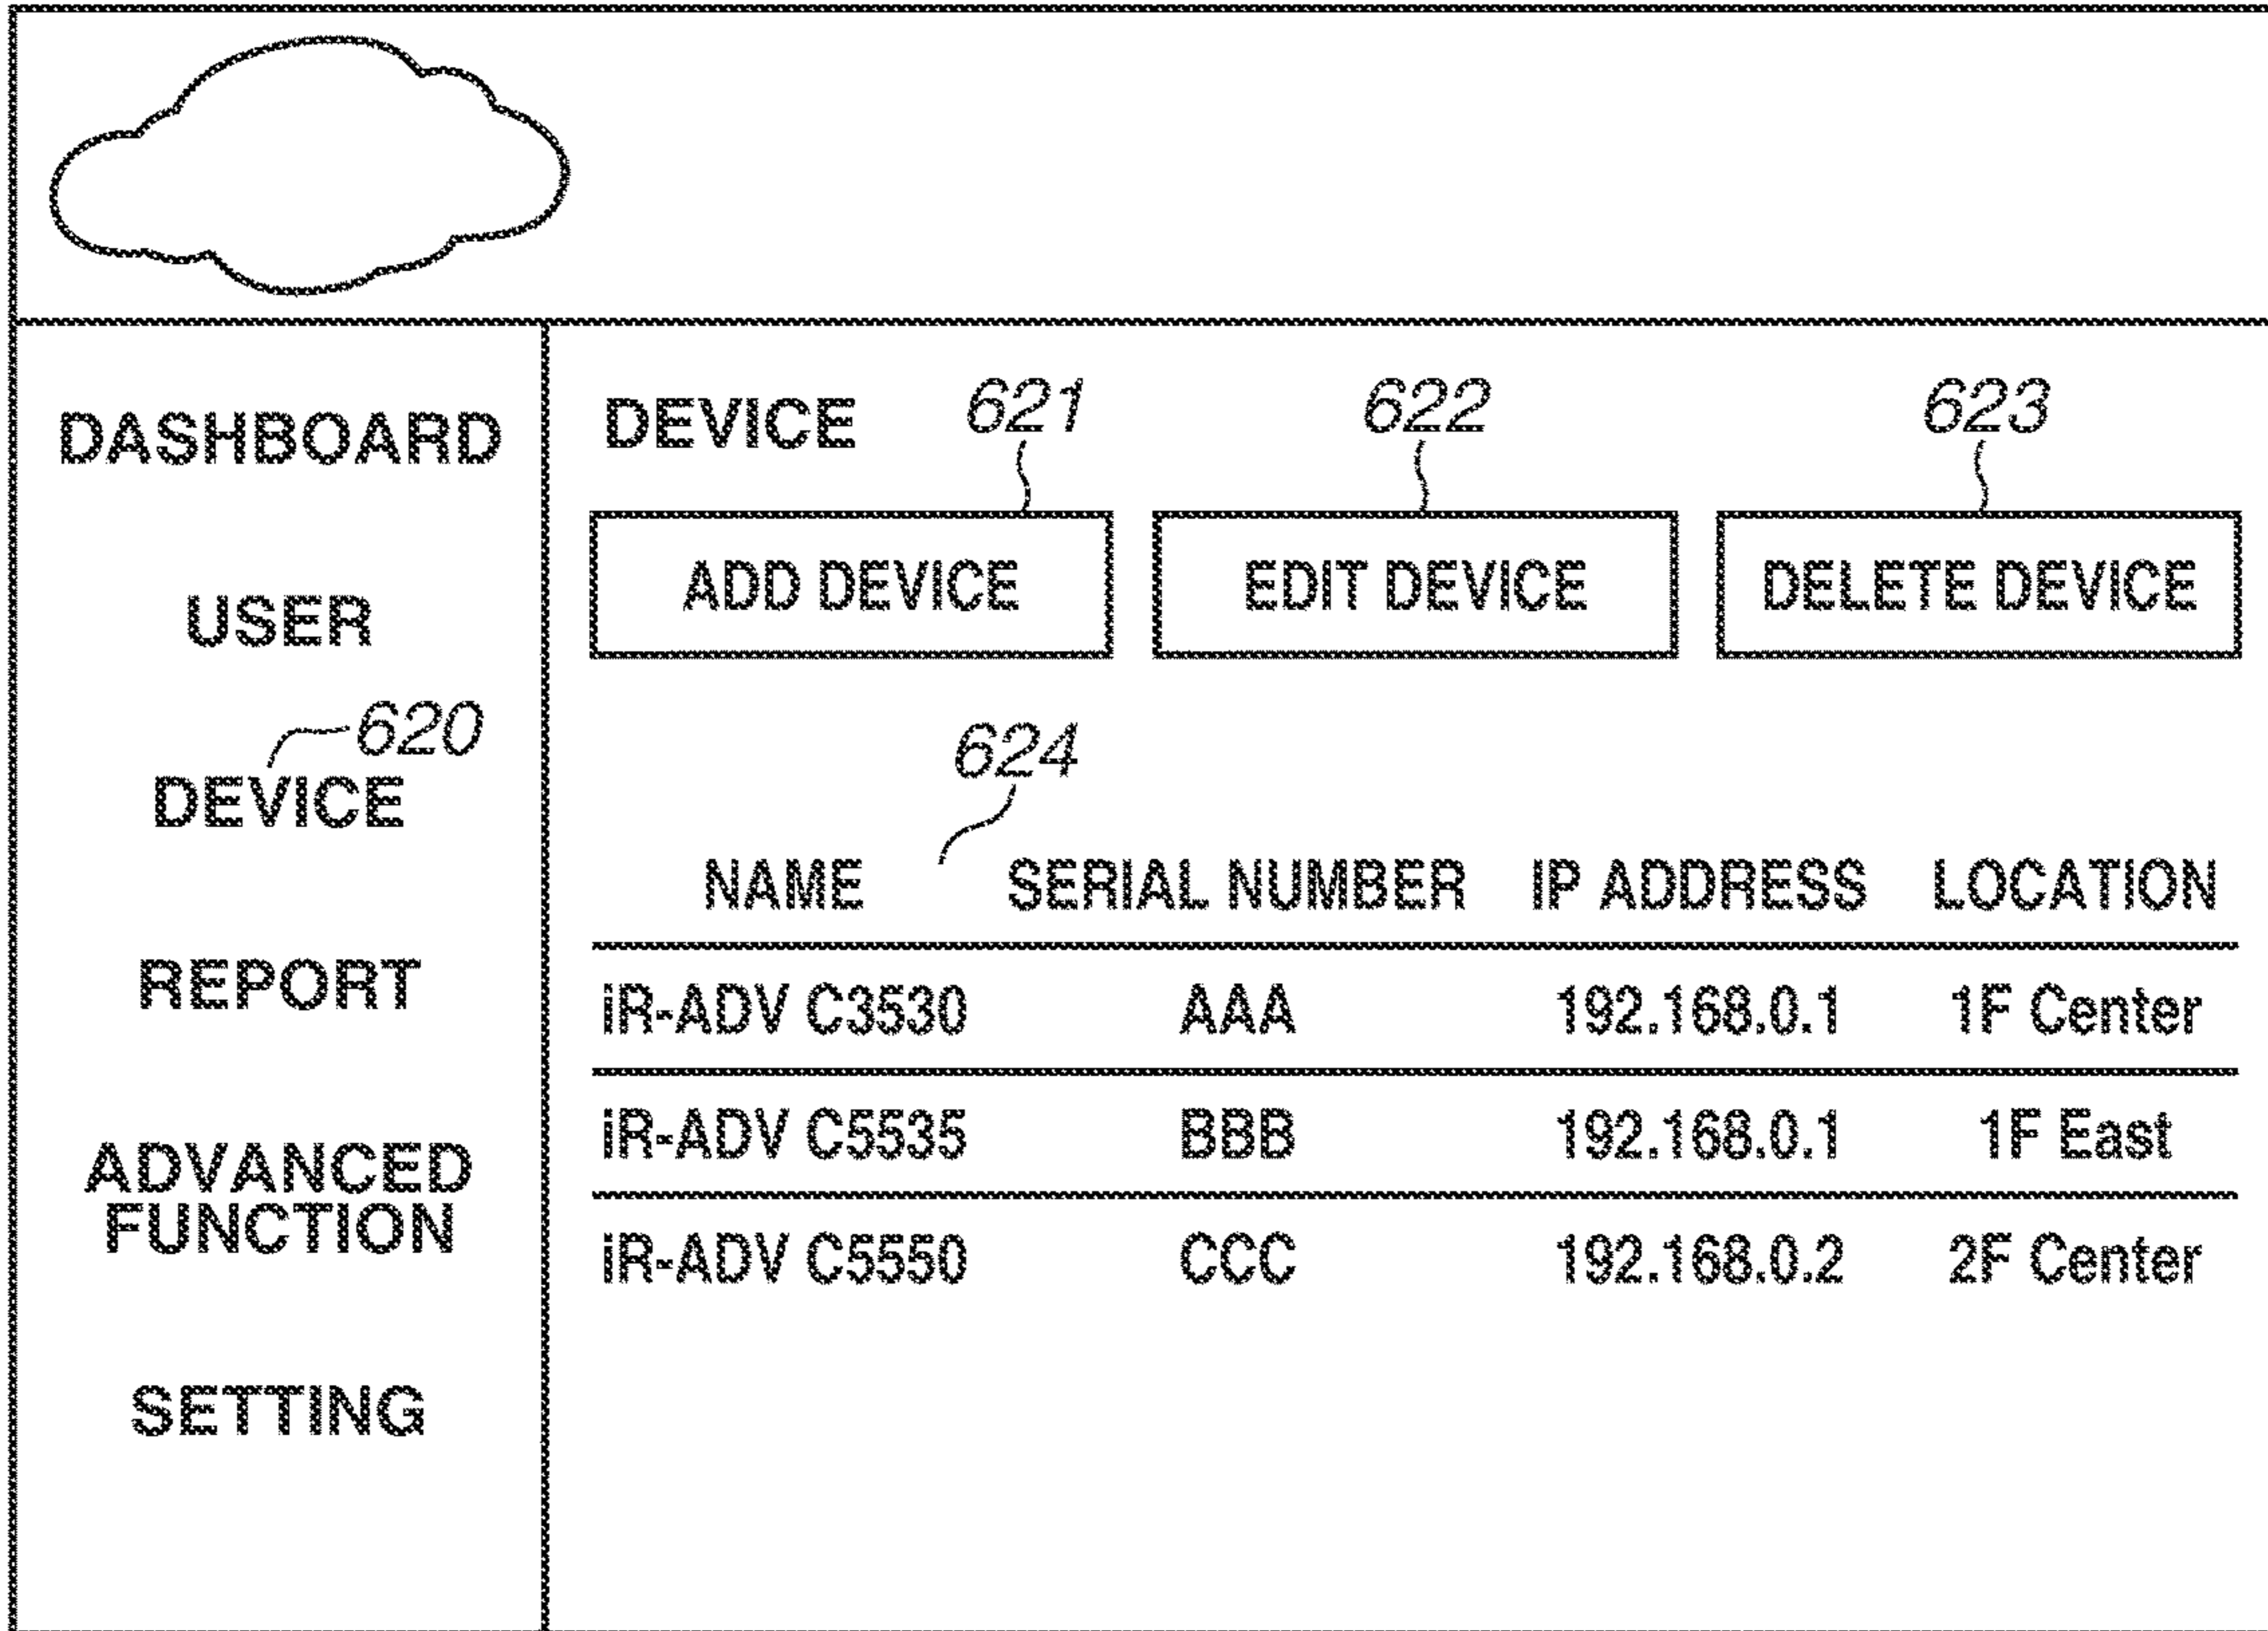 DASHBOARD
USER
620
DEVICE
REPORT
ADVANCED
FUNCTION
SETTING
DEVICE 621 622 623
ADD DEVICE EDIT DEVICE DELETE DEVICE
624
NAME SERIAL NUMBER IP ADDRESS LOCATION
iR-ADV C3530 AAA 192.168.0.1 1F Center
iR-ADV C5535 BBB 192.168.0.1 1F East
iR-ADV C5550 CCC 192.168.0.2 2F Center